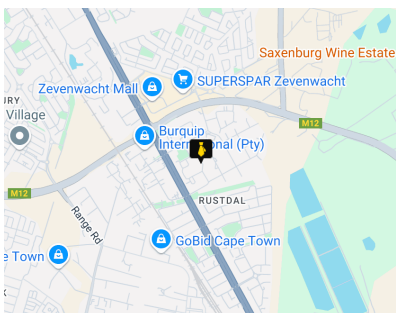 Saxenburg Wine Estate
SUPERSPAR Zevenwacht
Zevenwacht Mall
URY
Village
Burquip
International (Pty)
M12
M12
RUSTDAL
Range Rd
GoBid Cape Town
e Town
K